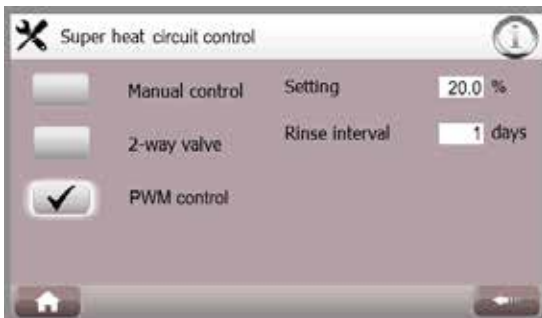 Super heat circuit control
Manual control
Setting
20.0 %
2-way valve
Rinse interval
1 days
PWM control